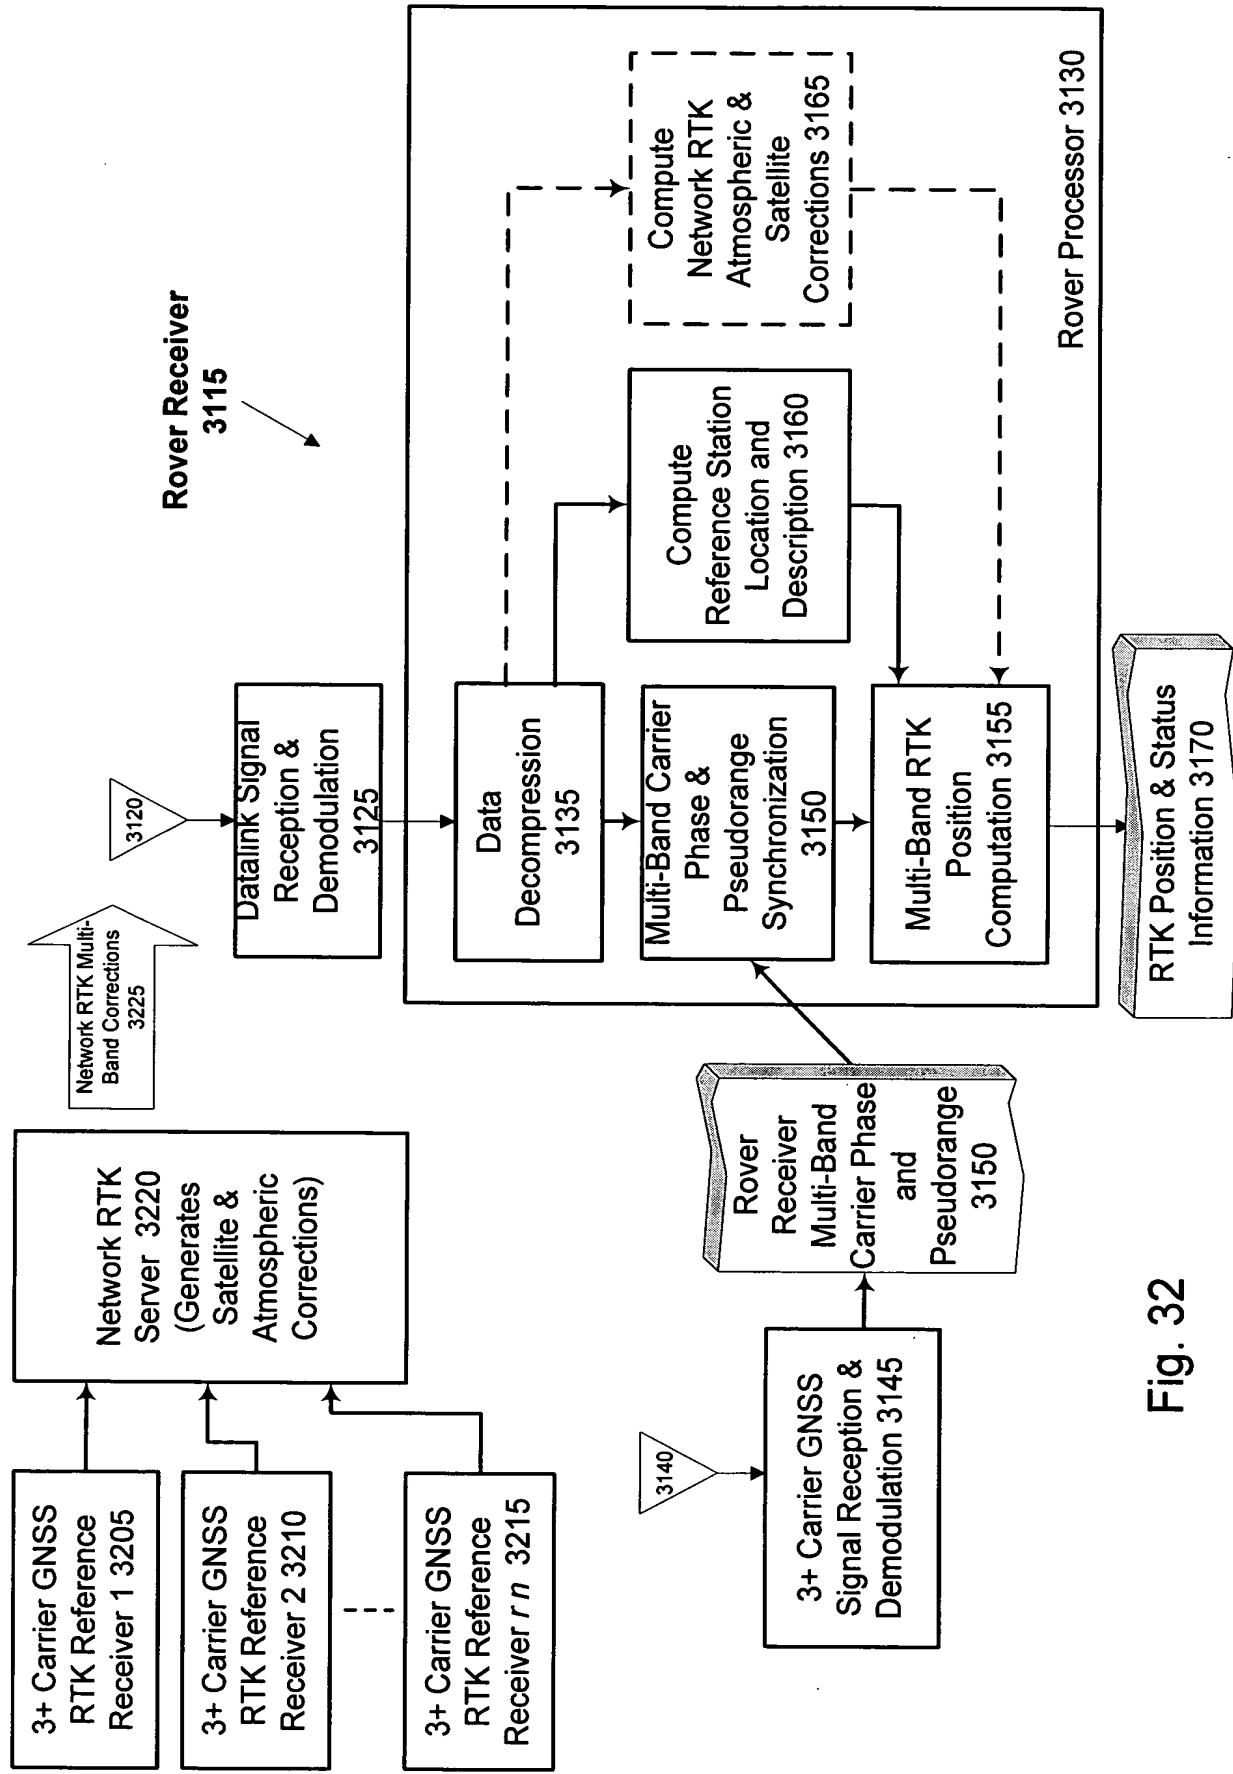 3+ Carrier GNSS
RTK Reference
Receiver 1 3205
3+ Carrier GNSS
RTK Reference
Receiver 2 3210
3+ Carrier GNSS
RTK Reference
Receiver rn 3215
Network RTK
Server 3220
(Generates
Satellite &
Atmospheric
Corrections)
Network RTK Multi-
Band Corrections
3225
3120
Datalink Signal
Reception &
Demodulation
3125
Rover Receiver
3115
Data
Decompression
3135
Multi-Band Carrier
Phase &
Pseudorange
Synchronization
3150
Multi-Band RTK
Position
Computation 3155
Compute
Reference Station
Location and
Description 3160
Compute
Network RTK
Atmospheric &
Satellite
Corrections 3165
Rover Processor 3130
3140
3+ Carrier GNSS
Signal Reception &
Demodulation 3145
Rover
Receiver
Multi-Band
Carrier Phase
and
Pseudorange
3150
RTK Position & Status
Information 3170
Fig. 32